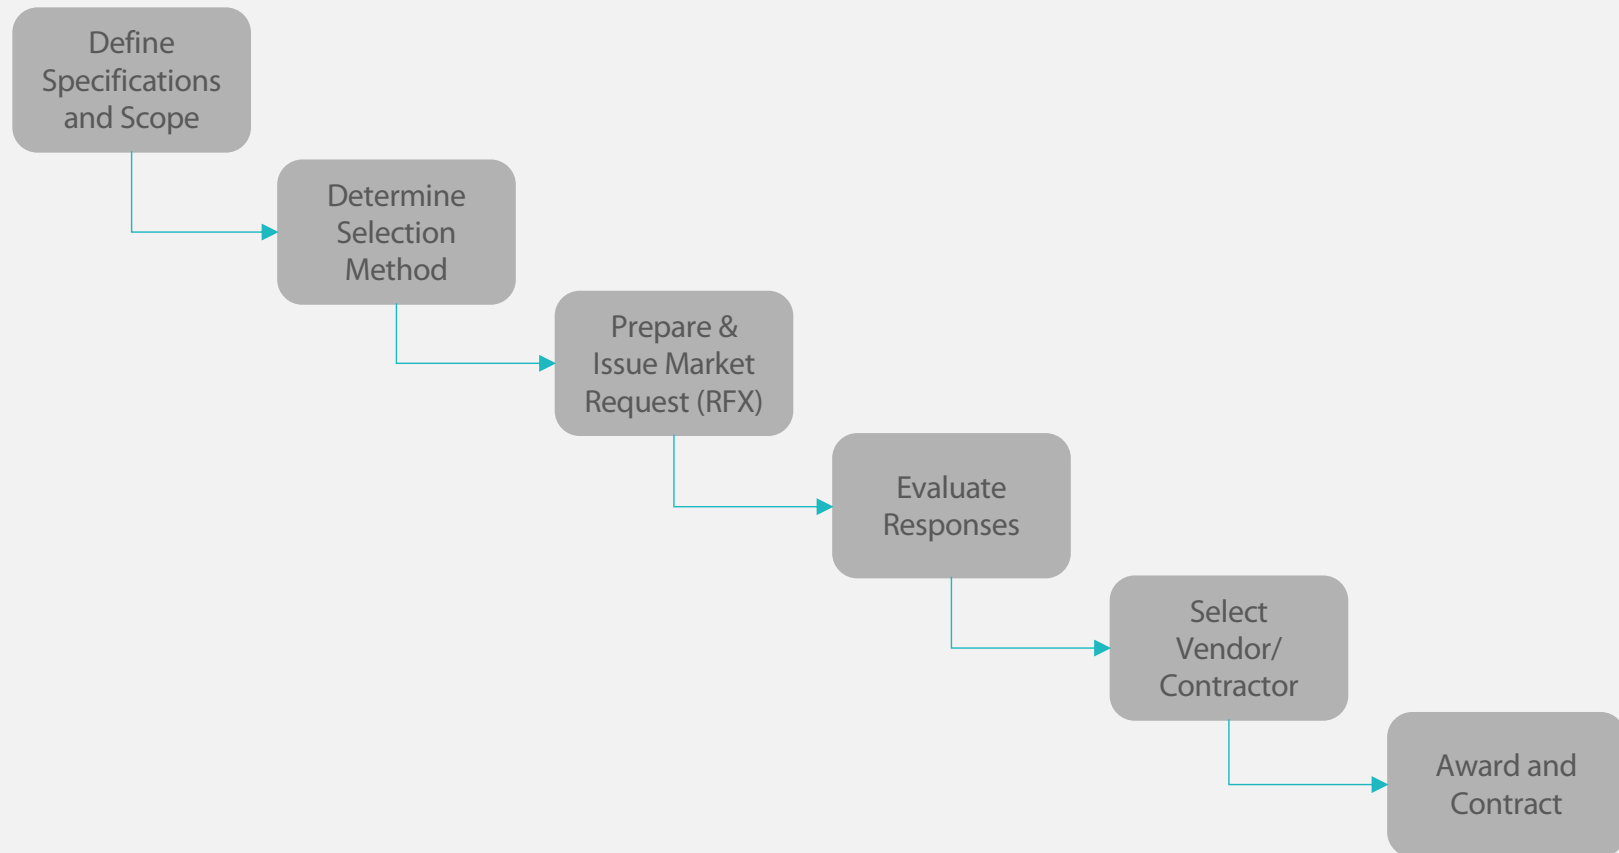 Define
Specifications
and Scope
Determine
Selection
Method
Prepare &
Issue Market
Request (RFX)
Evaluate
Responses
Select
Vendor/
Contractor
Award and
Contract